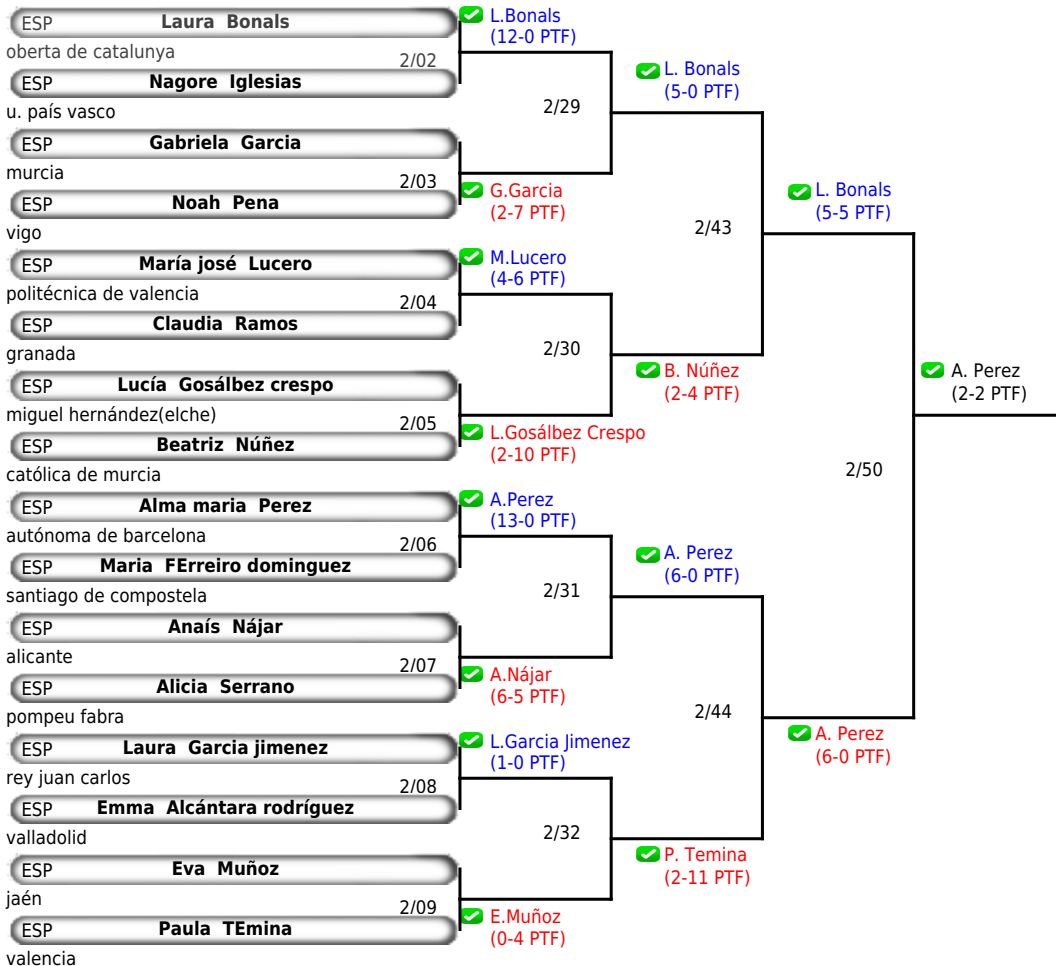 ESP Laura Bonals
oberta de catalunya
2/02
ESP Nagore Iglesias
u. país vasco
ESP Gabriela Garcia
murcia
2/03
ESP Noah Pena
vigo
ESP María josé Lucero
politécnica de valencia
2/04
ESP Claudia Ramos
granada
ESP Lucía Gosálbez crespo
miguel hernández(elche)
2/05
ESP Beatriz Núñez
católica de murcia
ESP Alma maria Perez
autónoma de barcelona
2/06
ESP Maria FErreiro dominguez
santiago de compostela
ESP Anaís Nájar
alicante
2/07
ESP Alicia Serrano
pompeu fabra
ESP Laura Garcia jimenez
rey juan carlos
2/08
ESP Emma Alcántara rodríguez
valladolid
ESP Eva Muñoz
jaén
2/09
ESP Paula TEmina
valencia
L.Bonals
(12-0 PTF)
2/29
G.Garcia
(2-7 PTF)
M.Lucero
(4-6 PTF)
2/30
L.Gosálbez Crespo
(2-10 PTF)
A.Perez
(13-0 PTF)
2/31
A.Nájar
(6-5 PTF)
L.Garcia Jimenez
(1-0 PTF)
2/32
E.Muñoz
(0-4 PTF)
L. Bonals
(5-0 PTF)
2/43
B. Núñez
(2-4 PTF)
A. Perez
(6-0 PTF)
2/44
P. Temina
(2-11 PTF)
L. Bonals
(5-5 PTF)
2/50
A. Perez
(6-0 PTF)
A. Perez
(2-2 PTF)